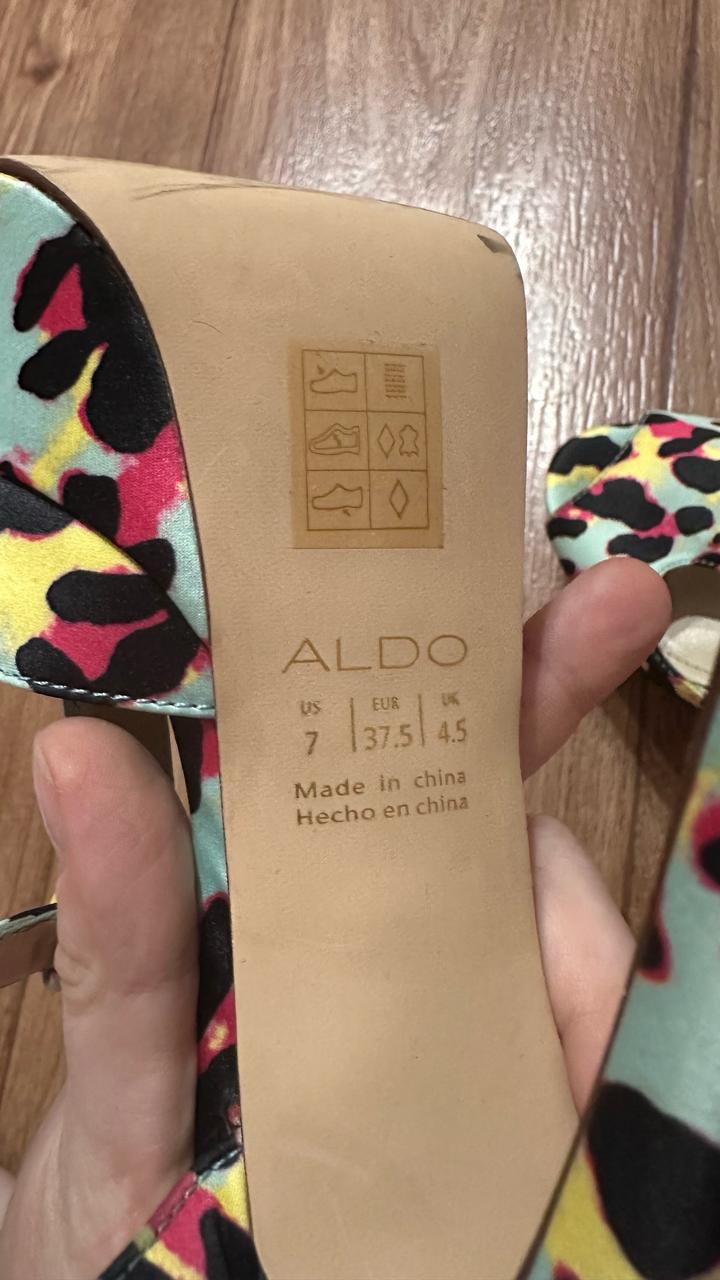 ALDO
US EUR UK
7 37.5 4.5
Made in china
Hecho en china